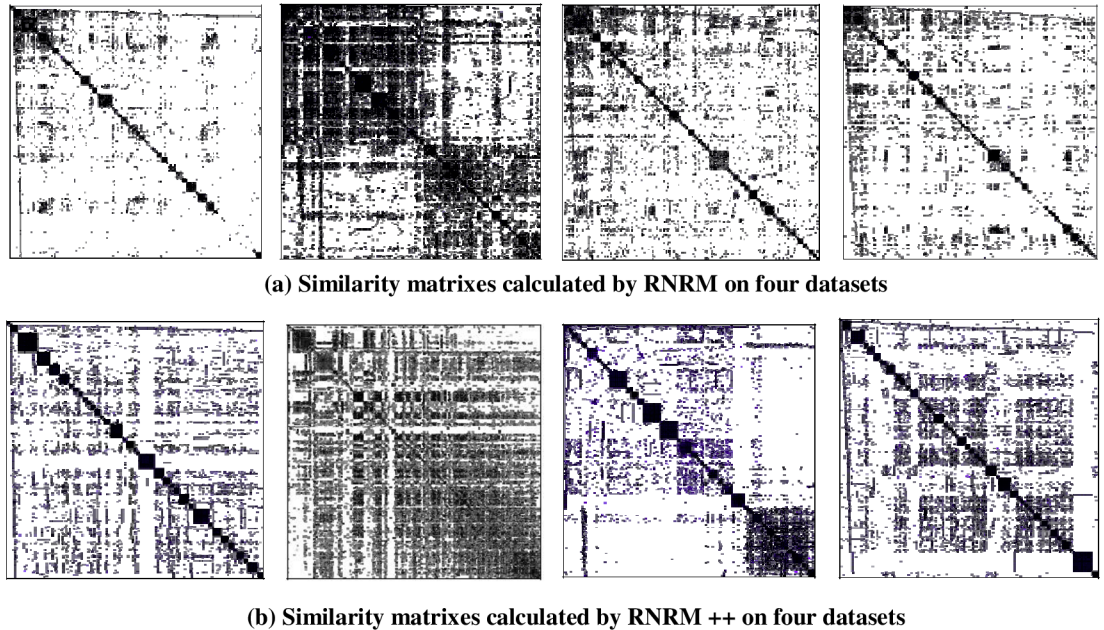 (a) Similarity matrixes calculated by RNRM on four datasets
(b) Similarity matrixes calculated by RNRM ++ on four datasets